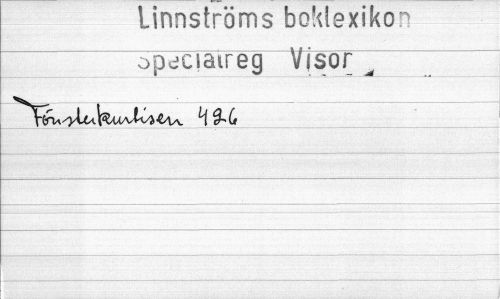 Linnströms boklexikon
Specialreg Visor
Fönsterkurtisen 426